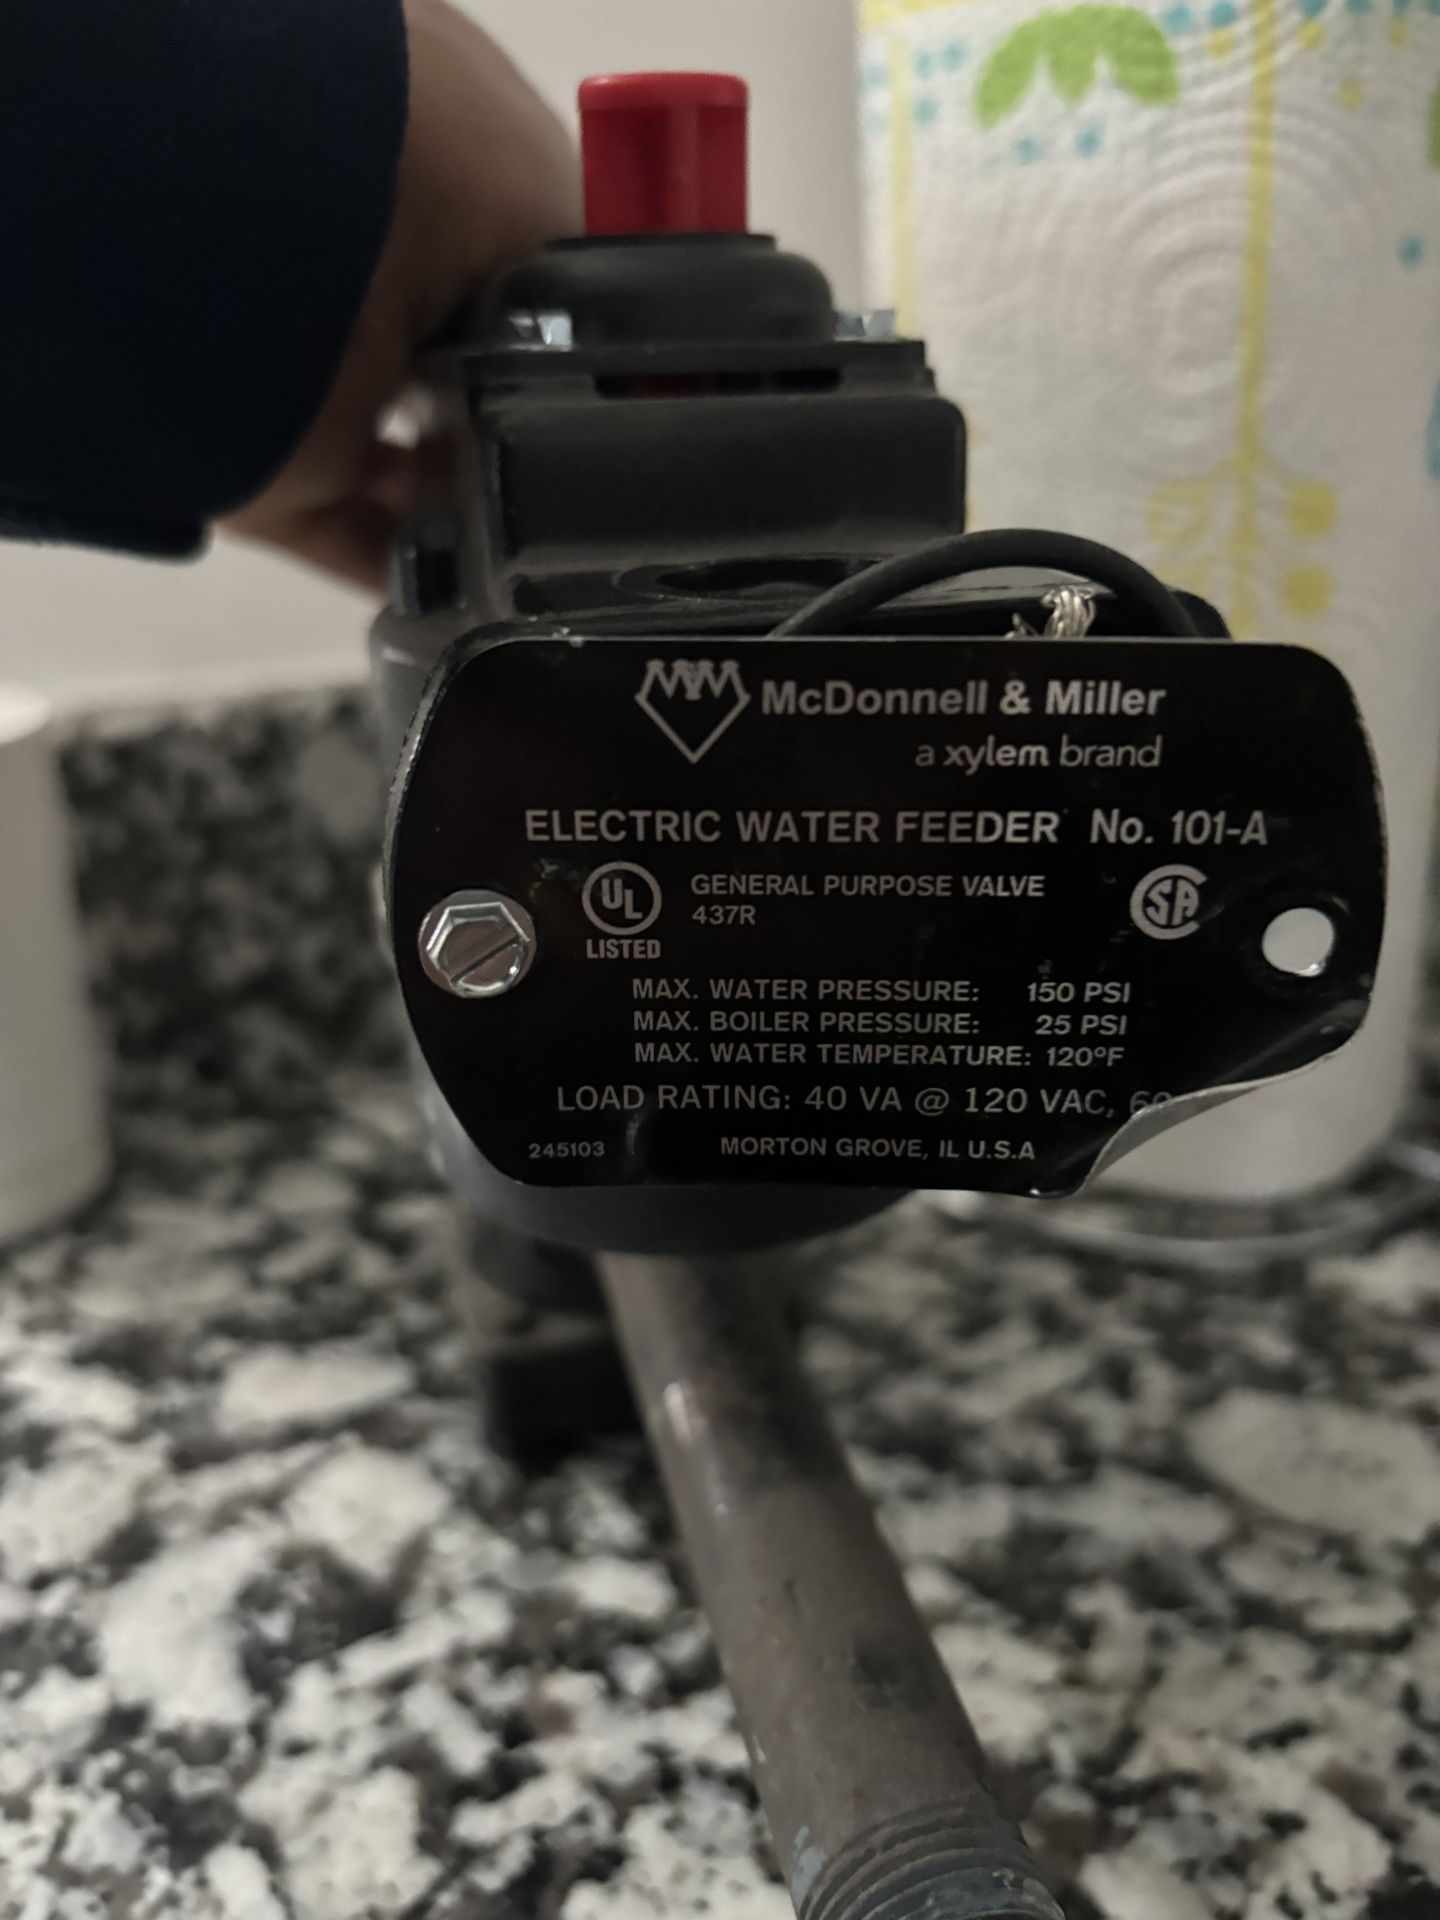 McDonnell & Miller
a xylem brand
ELECTRIC WATER FEEDER No. 101-A
UL
LISTED
GENERAL PURPOSE VALVE
437R
SA
MAX. WATER PRESSURE: 150 PSI
MAX. BOILER PRESSURE: 25 PSI
MAX. WATER TEMPERATURE: 120°F
LOAD RATING: 40 VA @ 120 VAC,
245103 MORTON GROVE, IL U.S.A